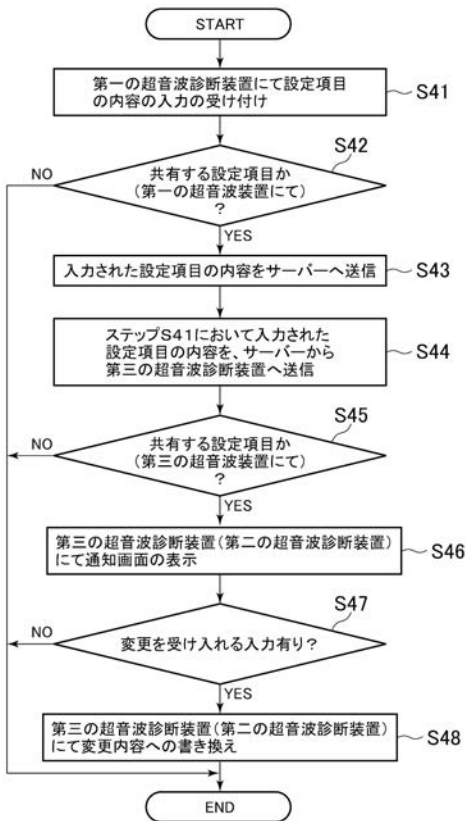 START
第一の超音波診断装置にて設定項目
の内容の入力の受け付け
S41
S42
NO
共有する設定項目か
(第一の超音波装置にて)
?
YES
入力された設定項目の内容をサーバーへ送信
S43
ステップS41において入力された
設定項目の内容を、サーバーから
第三の超音波診断装置へ送信
S44
S45
NO
共有する設定項目か
(第三の超音波装置にて)
?
YES
第三の超音波診断装置(第二の超音波診断装置)
にて通知画面の表示
S46
S47
NO
変更を受け入れる入力有り?
YES
第三の超音波診断装置(第二の超音波診断装置)
にて変更内容への書き換え
S48
END